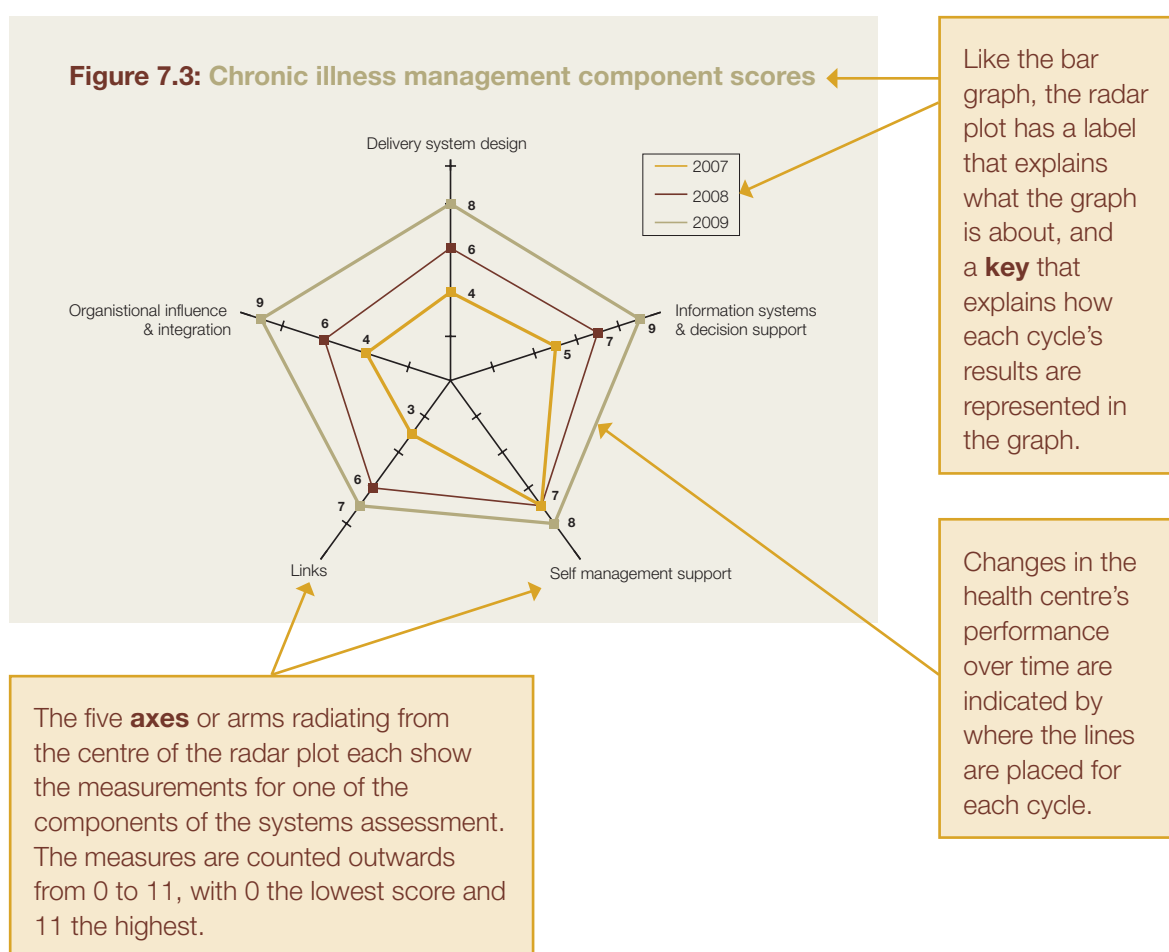 Figure 7.3: Chronic illness management component scores
Delivery system design
2007
2008
2009
8
6
4
Organistional influence
& integration
9
6
4
Information systems
& decision support
9
7
5
3
6
7
7
8
Links
Self management support
Like the bar
graph, the radar
plot has a label
that explains
what the graph
is about, and
a key that
explains how
each cycle's
results are
represented in
the graph.
Changes in the
health centre's
performance
over time are
indicated by
where the lines
are placed for
each cycle.
The five axes or arms radiating from
the centre of the radar plot each show
the measurements for one of the
components of the systems assessment.
The measures are counted outwards
from 0 to 11, with 0 the lowest score and
11 the highest.